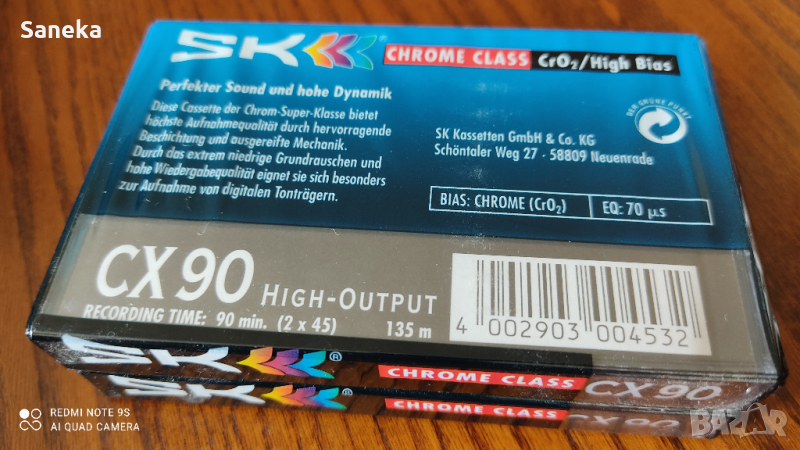 Saneka
SK® CHROME CLASS CrO₂/High Bias
Perfekter Sound und hohe Dynamik
Diese Cassette der Chrom-Super-Klasse bietet
höchste Aufnahmequalität durch hervorragende
Beschichtung und ausgereifte Mechanik.
Durch das extrem niedrige Grundrauschen und
hohe Wiedergabequalität eignet sie sich besonders
zur Aufnahme von digitalen Tonträgern.
DER GRÜNE PUNKT
SK Kassetten GmbH & Co. KG
Schöntaler Weg 27 · 58809 Neuenrade
BIAS: CHROME (CrO₂) EQ: 70 µs
CX 90 HIGH-OUTPUT
RECORDING TIME: 90 min. (2 x 45) 135 m
4 002903 004532
SK® CHROME CLASS CX 90
SK® CHROME CLASS CX 90
REDMI NOTE 9S
AI QUAD CAMERA
BAZAR